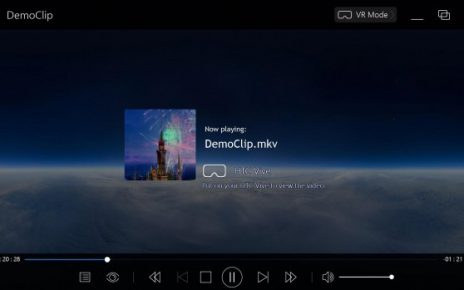 DemoClip
VR Mode
Now playing:
DemoClip.mkv
HTC Vive
Put on your HTC Vive to view the video.
20 : 28
-01 : 21